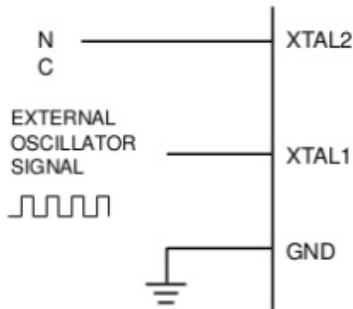 N
C
XTAL2
EXTERNAL
OSCILLATOR
SIGNAL
XTAL1
GND